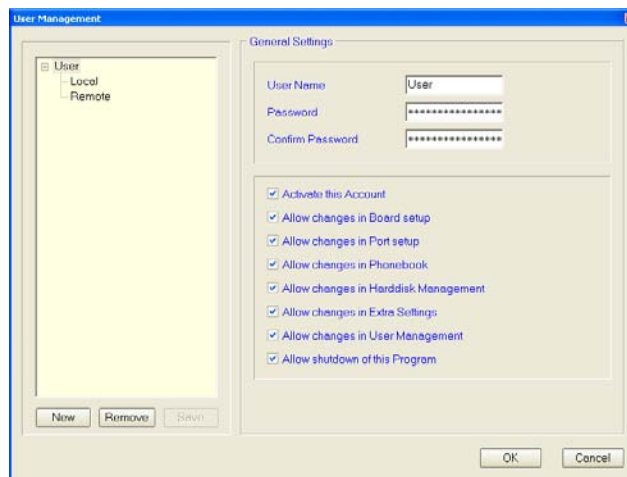 User Management
User
Local
Remote
New Remove Save
General Settings
User Name User
Password ****************
Confirm Password ****************
Activate this Account
Allow changes in Board setup
Allow changes in Port setup
Allow changes in Phonebook
Allow changes in Harddisk Management
Allow changes in Extra Settings
Allow changes in User Management
Allow shutdown of this Program
OK Cancel